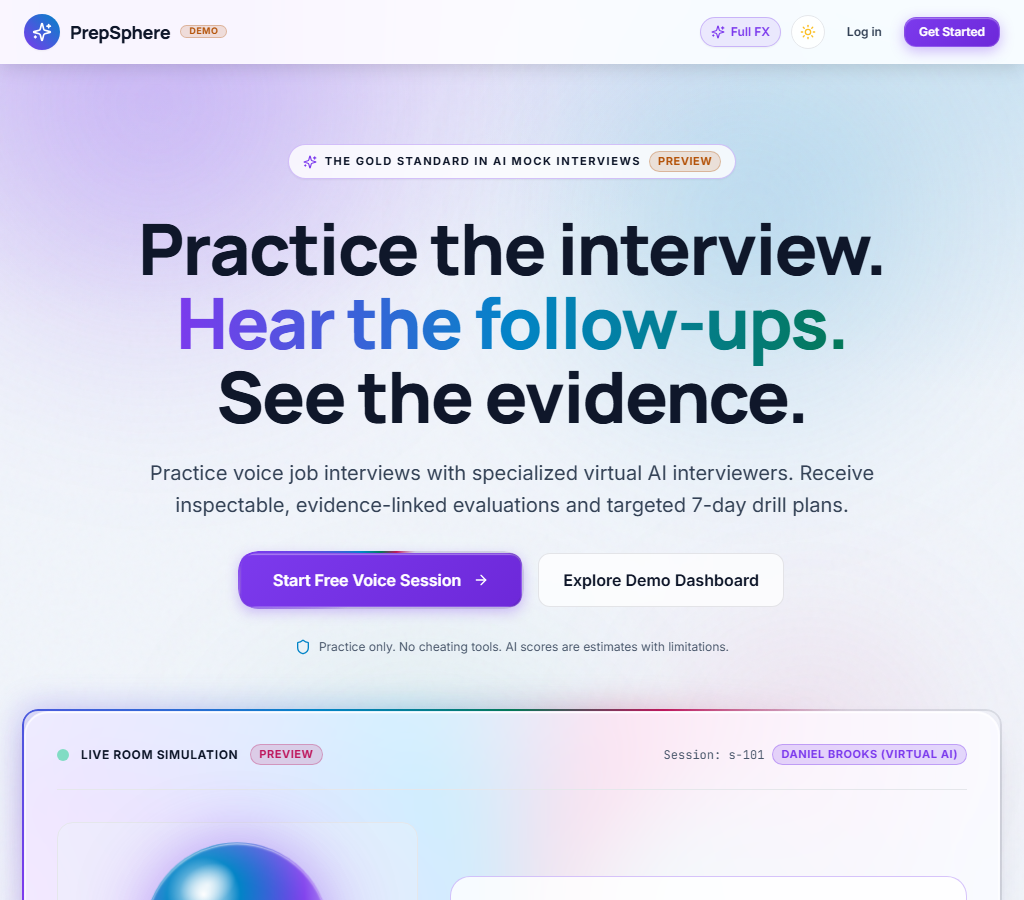 PrepSphere DEMO
Full FX
Log in
Get Started
THE GOLD STANDARD IN AI MOCK INTERVIEWS PREVIEW
Practice the interview.
Hear the follow-ups.
See the evidence.
Practice voice job interviews with specialized virtual AI interviewers. Receive
inspectable, evidence-linked evaluations and targeted 7-day drill plans.
Start Free Voice Session →
Explore Demo Dashboard
Practice only. No cheating tools. AI scores are estimates with limitations.
LIVE ROOM SIMULATION PREVIEW
Session: s-101 DANIEL BROOKS (VIRTUAL AI)